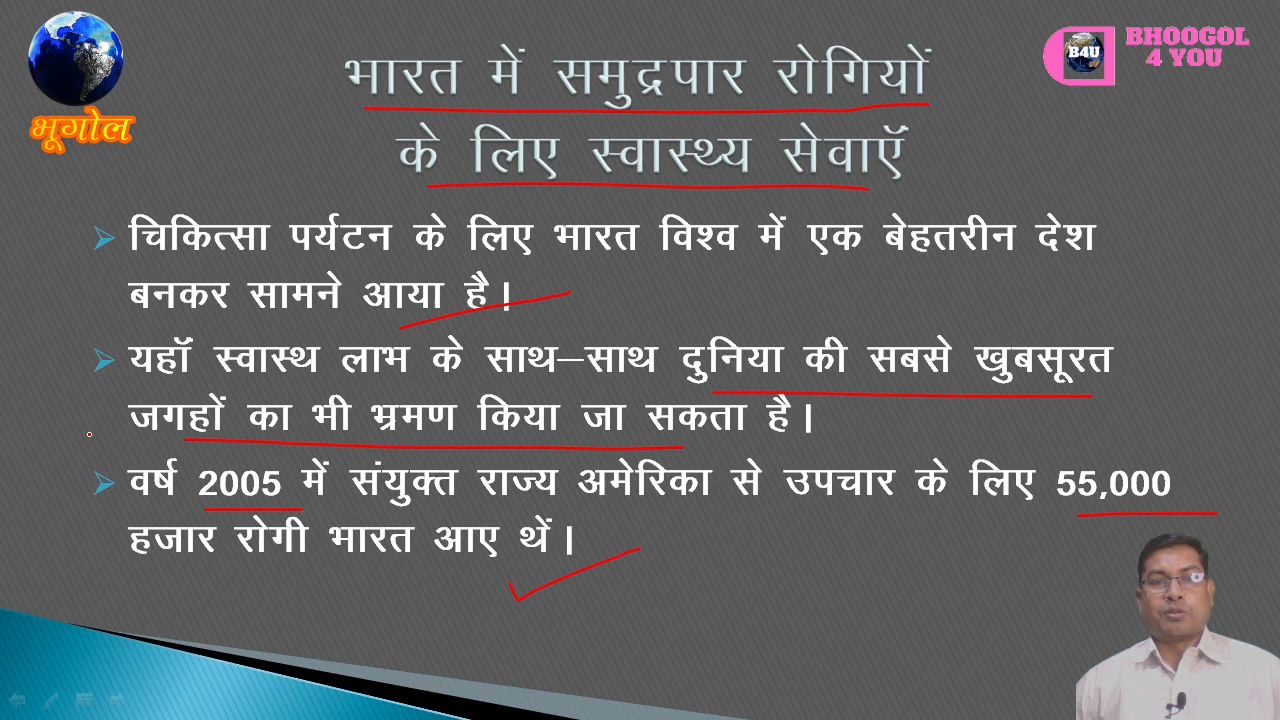 भूगोल
B4U
BHOOGOL
4 YOU
भारत में समुद्रपार रोगियों
के लिए स्वास्थ्य सेवाएॅं
चिकित्सा पर्यटन के लिए भारत विश्व में एक बेहतरीन देश
बनकर सामने आया है।
यहॉं स्वास्थ लाभ के साथ–साथ दुनिया की सबसे खुबसूरत
जगहों का भी भ्रमण किया जा सकता है।
वर्ष 2005 में संयुक्त राज्य अमेरिका से उपचार के लिए 55,000
हजार रोगी भारत आए थें।